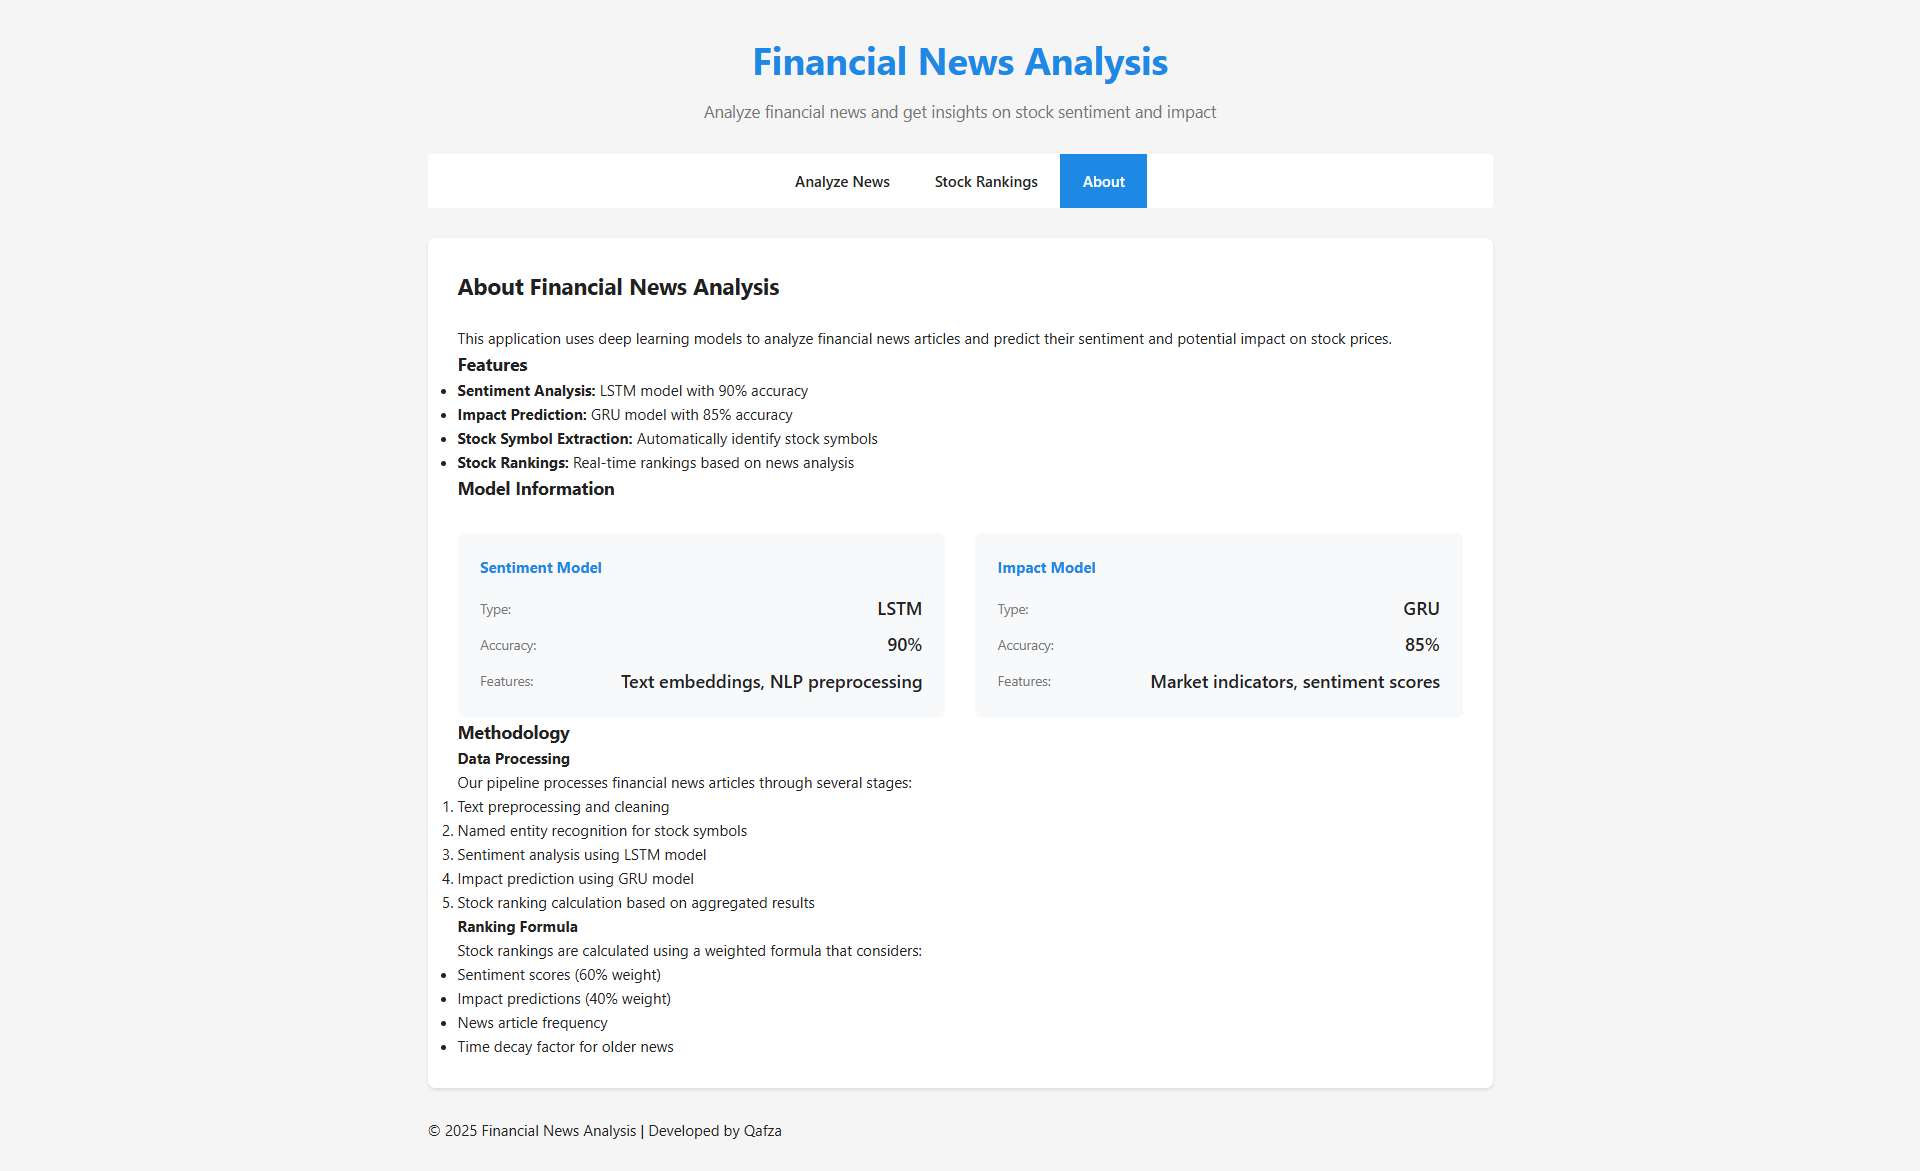 Financial News Analysis
Analyze financial news and get insights on stock sentiment and impact
Analyze News Stock Rankings About
About Financial News Analysis
This application uses deep learning models to analyze financial news articles and predict their sentiment and potential impact on stock prices.
Features
• Sentiment Analysis: LSTM model with 90% accuracy
• Impact Prediction: GRU model with 85% accuracy
• Stock Symbol Extraction: Automatically identify stock symbols
• Stock Rankings: Real-time rankings based on news analysis
Model Information
Sentiment Model
Type: LSTM
Accuracy: 90%
Features: Text embeddings, NLP preprocessing
Impact Model
Type: GRU
Accuracy: 85%
Features: Market indicators, sentiment scores
Methodology
Data Processing
Our pipeline processes financial news articles through several stages:
1. Text preprocessing and cleaning
2. Named entity recognition for stock symbols
3. Sentiment analysis using LSTM model
4. Impact prediction using GRU model
5. Stock ranking calculation based on aggregated results
Ranking Formula
Stock rankings are calculated using a weighted formula that considers:
• Sentiment scores (60% weight)
• Impact predictions (40% weight)
• News article frequency
• Time decay factor for older news
© 2025 Financial News Analysis | Developed by Qafza